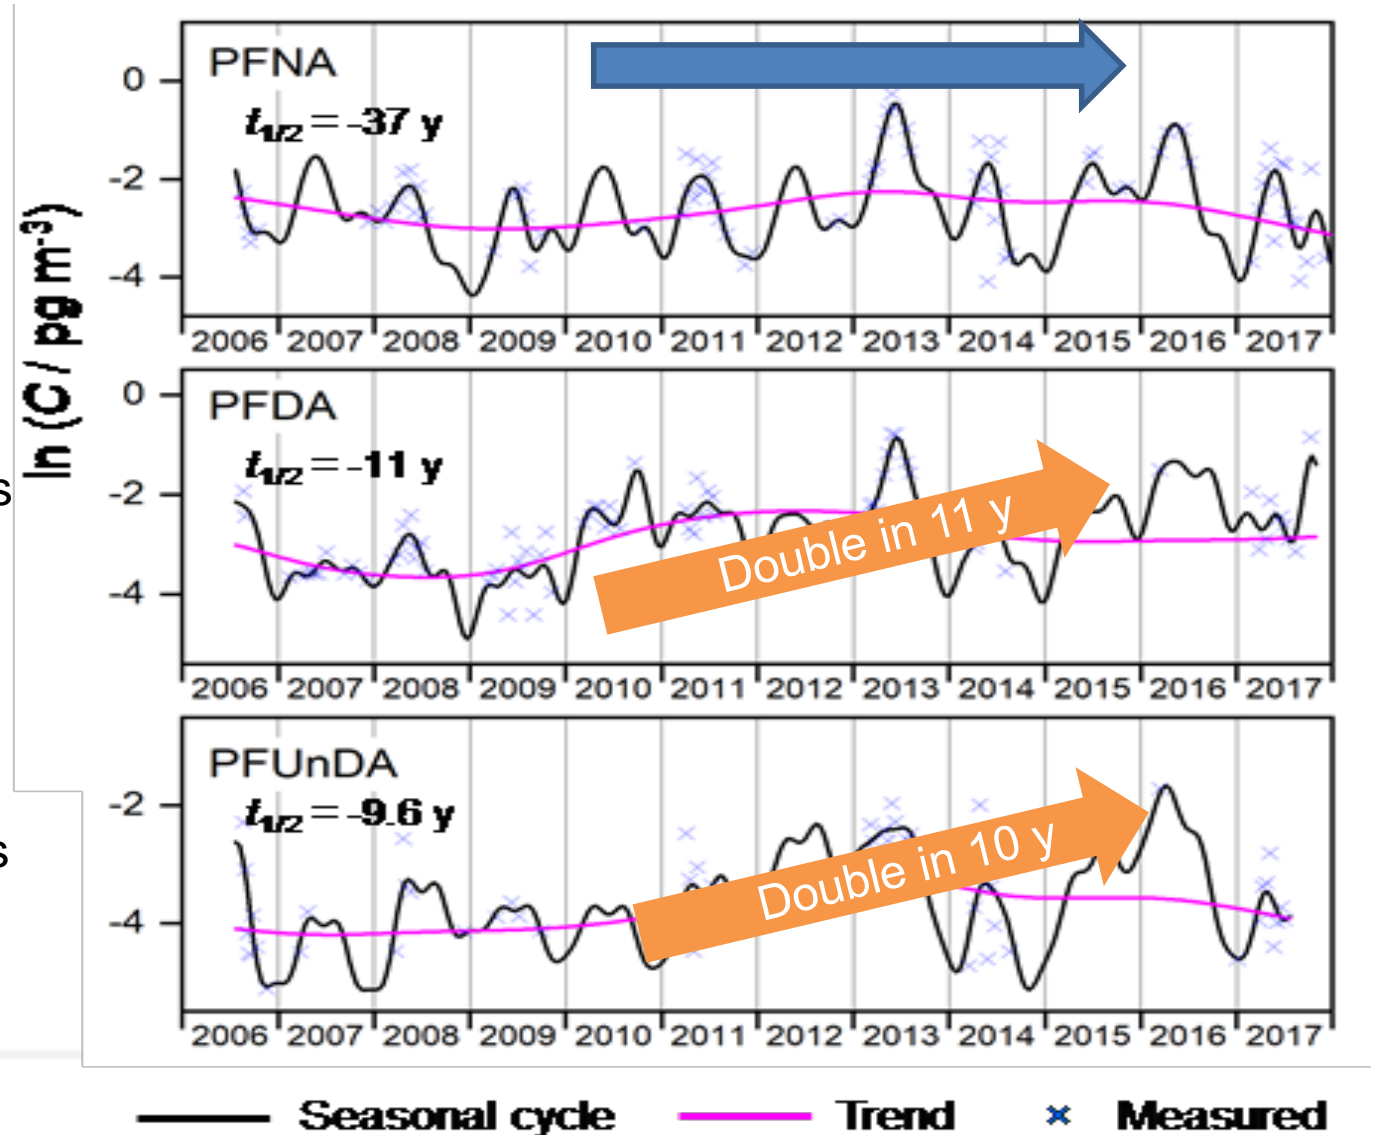 ln (C / pg m-3)
PFNA
t1/2 = -37 y
0
-2
-4
2006 2007 2008 2009 2010 2011 2012 2013 2014 2015 2016 2017
PFDA
t1/2 = -11 y
0
-2
-4
Double in 11 y
s
2006 2007 2008 2009 2010 2011 2012 2013 2014 2015 2016 2017
PFUnDA
t1/2 = -9.6 y
-2
-4
Double in 10 y
s
2006 2007 2008 2009 2010 2011 2012 2013 2014 2015 2016 2017
Seasonal cycle Trend × Measured